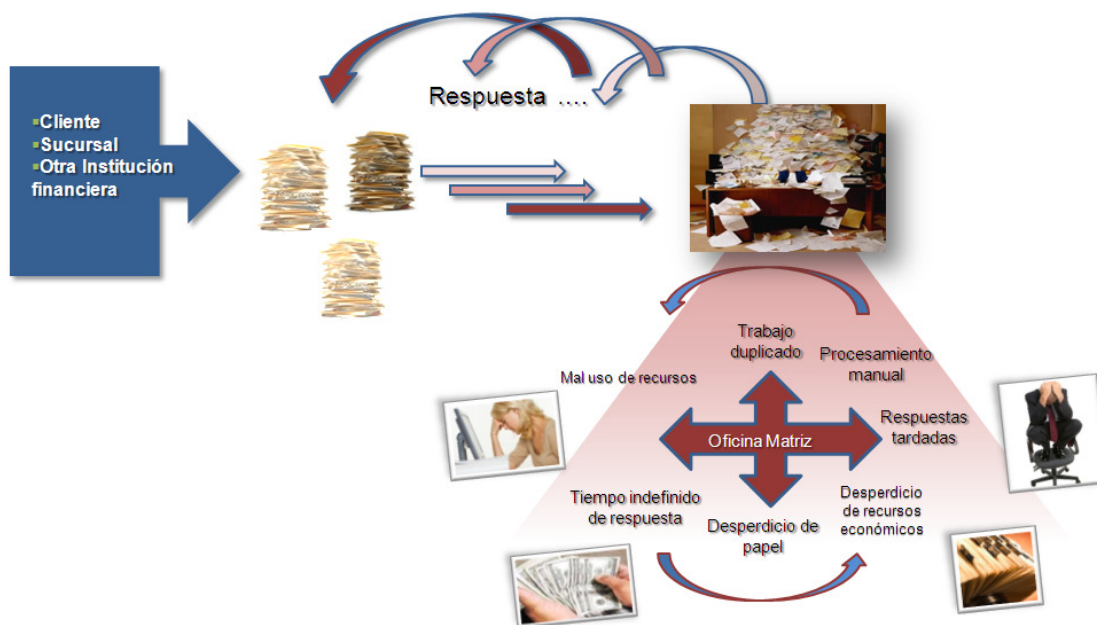 Respuesta ....
▪Cliente
▪Sucursal
▪Otra Institución
financiera
Trabajo
duplicado
Procesamiento
manual
Mal uso de recursos
Respuestas
tardadas
Oficina Matriz
Tiempo indefinido
de respuesta
Desperdicio de
papel
Desperdicio
de recursos
económicos